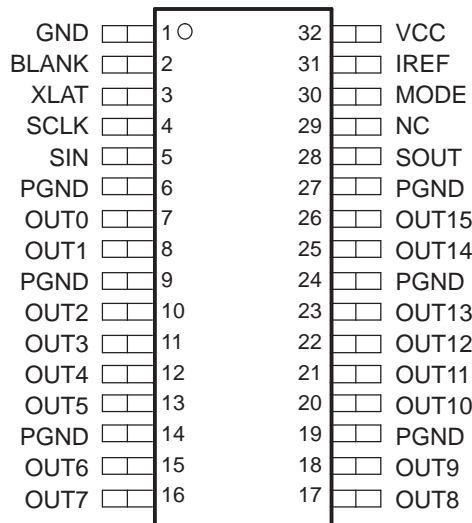 GND 1 32 VCC
BLANK 2 31 IREF
XLAT 3 30 MODE
SCLK 4 29 NC
SIN 5 28 SOUT
PGND 6 27 PGND
OUT0 7 26 OUT15
OUT1 8 25 OUT14
PGND 9 24 PGND
OUT2 10 23 OUT13
OUT3 11 22 OUT12
OUT4 12 21 OUT11
OUT5 13 20 OUT10
PGND 14 19 PGND
OUT6 15 18 OUT9
OUT7 16 17 OUT8